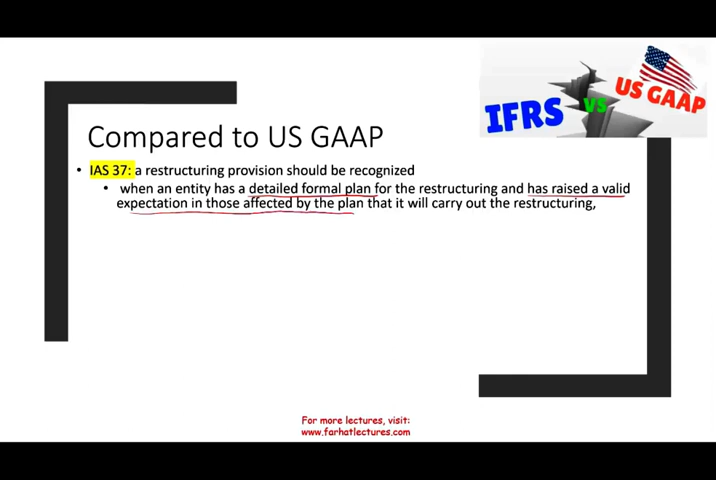 IFRS VS US GAAP
Compared to US GAAP
• IAS 37: a restructuring provision should be recognized
• when an entity has a detailed formal plan for the restructuring and has raised a valid
expectation in those affected by the plan that it will carry out the restructuring,
For more lectures, visit:
www.farhatlectures.com